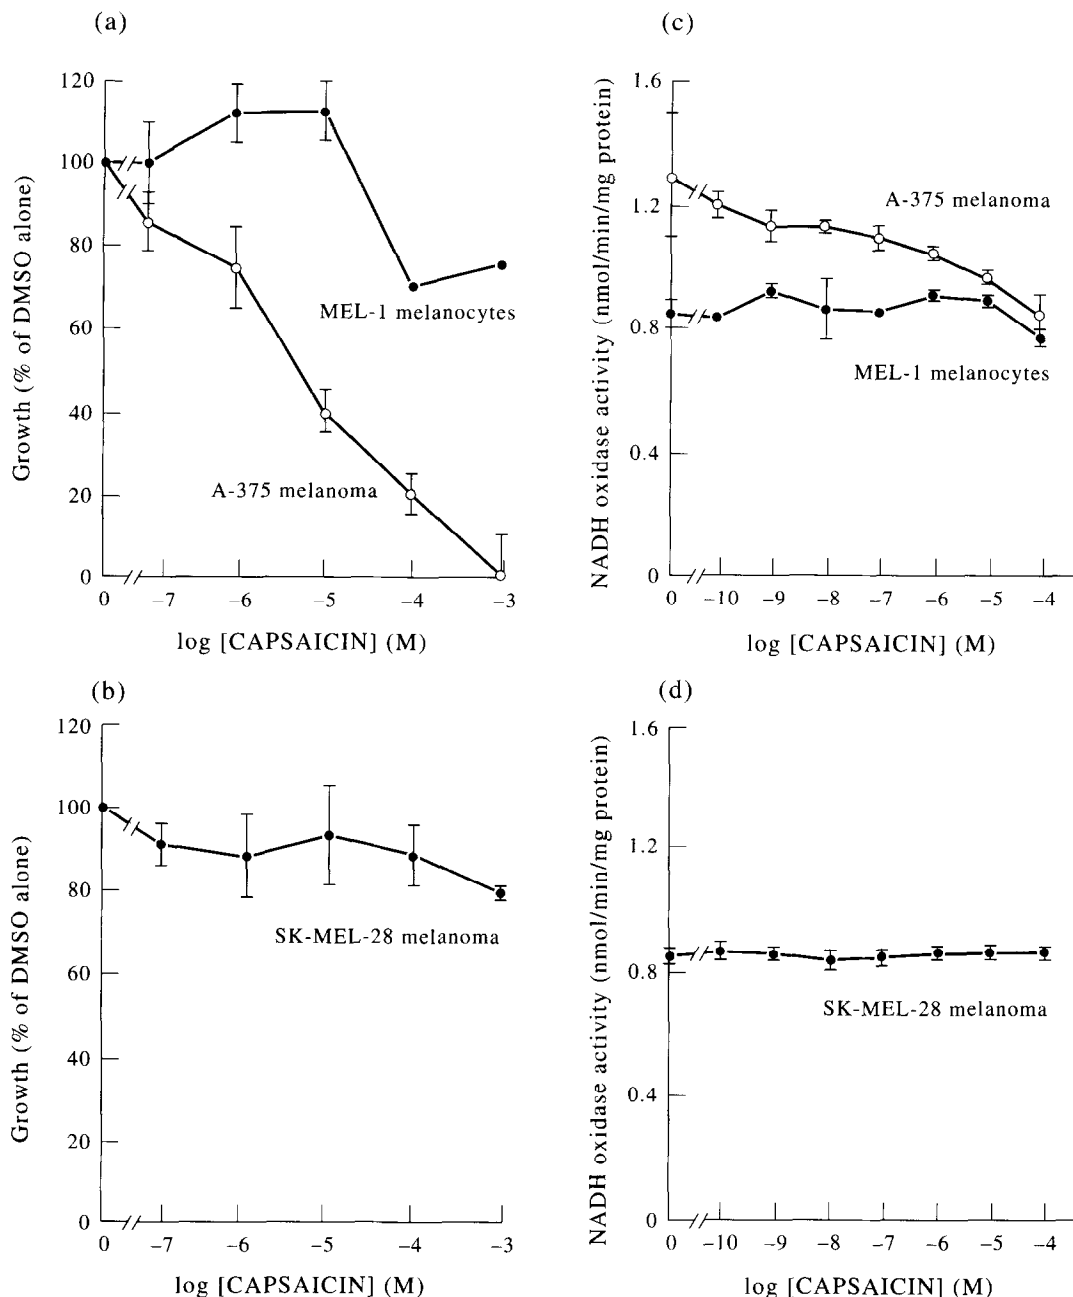 (a)
Growth (% of DMSO alone)
120
100
80
60
40
20
0
MEL-1 melanocytes
A-375 melanoma
0 -7 -6 -5 -4 -3
log [CAPSAICIN] (M)
(c)
NADH oxidase activity (nmol/min/mg protein)
1.6
1.2
0.8
0.4
0
A-375 melanoma
MEL-1 melanocytes
0 -10 -9 -8 -7 -6 -5 -4
log [CAPSAICIN] (M)
(b)
Growth (% of DMSO alone)
120
100
80
60
40
20
0
SK-MEL-28 melanoma
0 -7 -6 -5 -4 -3
log [CAPSAICIN] (M)
(d)
NADH oxidase activity (nmol/min/mg protein)
1.6
1.2
0.8
0.4
0
SK-MEL-28 melanoma
0 -10 -9 -8 -7 -6 -5 -4
log [CAPSAICIN] (M)